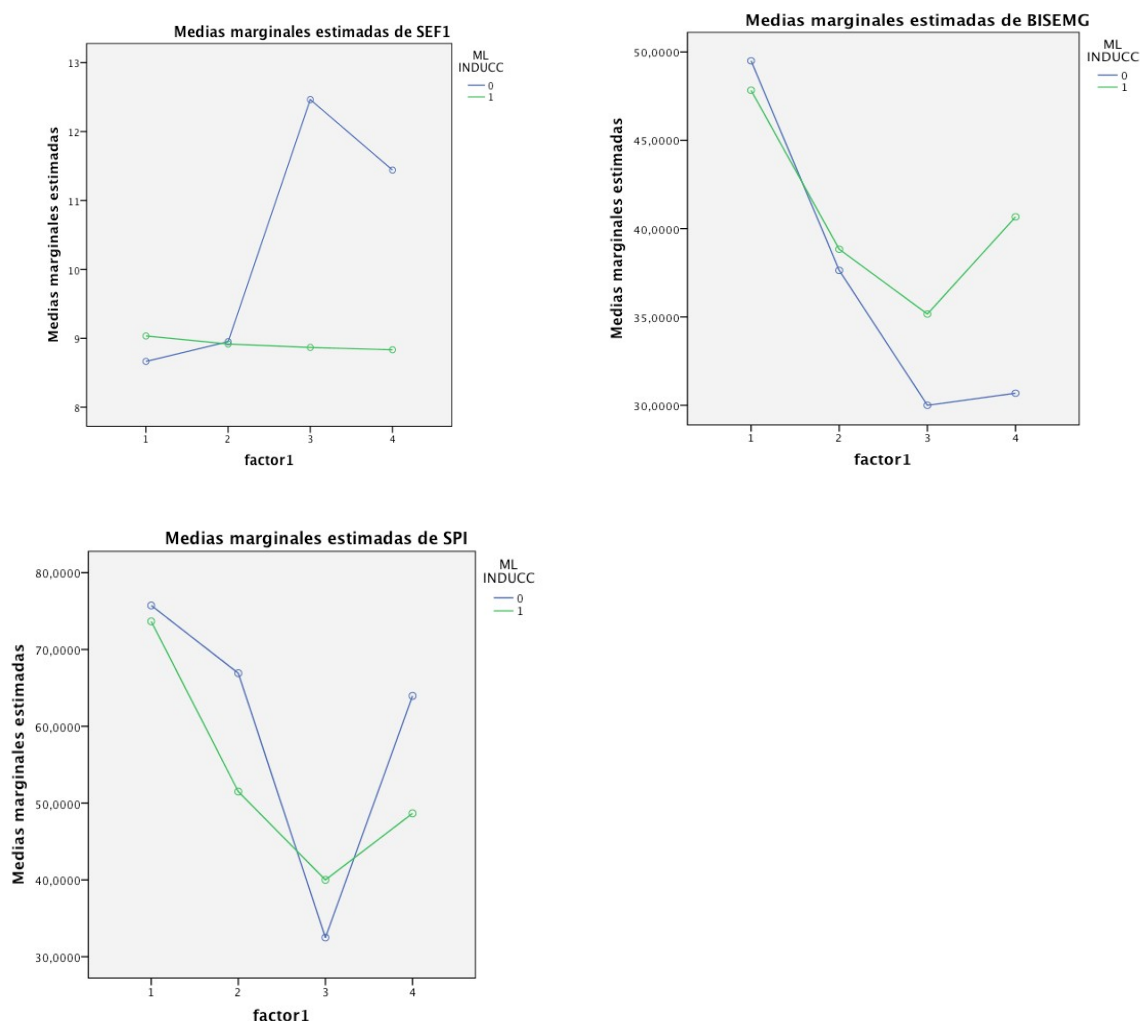 Medias marginales estimadas de SEF1
ML
INDUCC
0
1
Medias marginales estimadas
13
12
11
10
9
8
1 2 3 4
factor1
Medias marginales estimadas de BISEMG
ML
INDUCC
0
1
Medias marginales estimadas
50,0000
45,0000
40,0000
35,0000
30,0000
1 2 3 4
factor1
Medias marginales estimadas de SPI
ML
INDUCC
0
1
Medias marginales estimadas
80,0000
70,0000
60,0000
50,0000
40,0000
30,0000
1 2 3 4
factor1